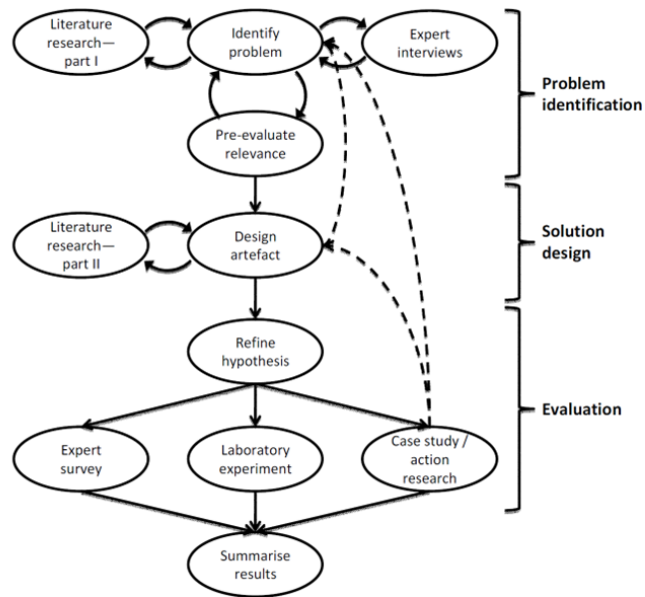 Literature
research—
part I
Identify
problem
Expert
interviews
Problem
identification
Pre-evaluate
relevance
Literature
research—
part II
Design
artefact
Solution
design
Refine
hypothesis
Evaluation
Expert
survey
Laboratory
experiment
Case study /
action
research
Summarise
results